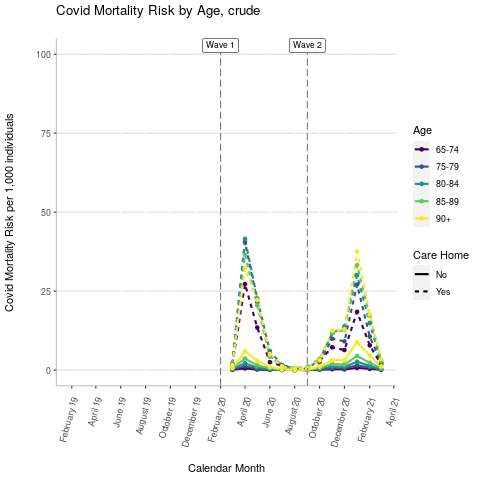 Covid Mortality Risk by Age, crude
Wave 1
Wave 2
100
75
50
25
0
Covid Mortality Risk per 1,000 individuals
February 19
April 19
June 19
August 19
October 19
December 19
February 20
April 20
June 20
August 20
October 20
December 20
February 21
April 21
Calendar Month
Age
65-74
75-79
80-84
85-89
90+
Care Home
No
Yes